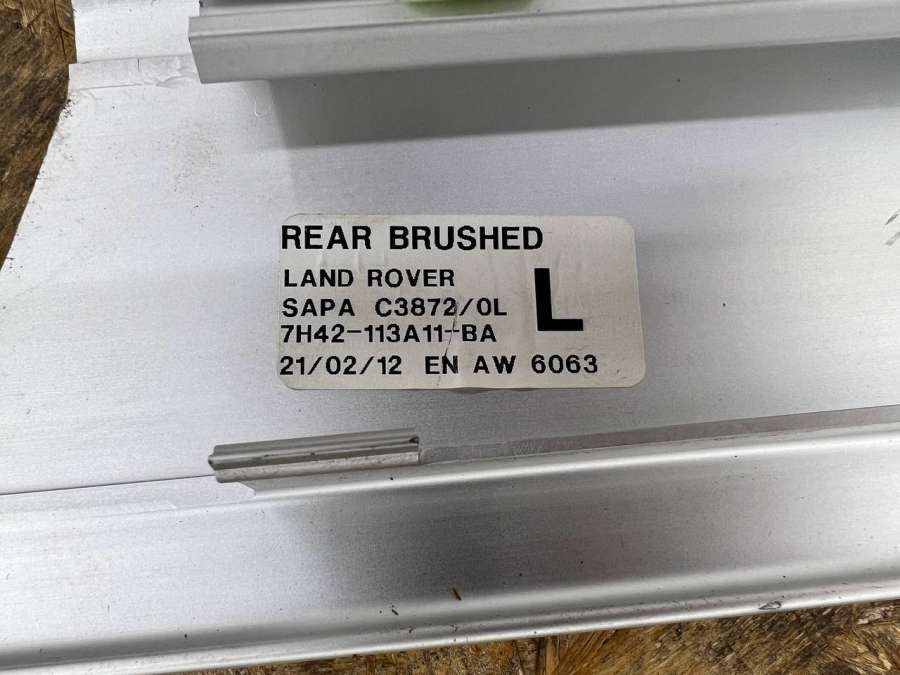 REAR BRUSHED
LAND ROVER
SAPA C3872/0L
L
7H42-113A11-BA
21/02/12 EN AW 6063